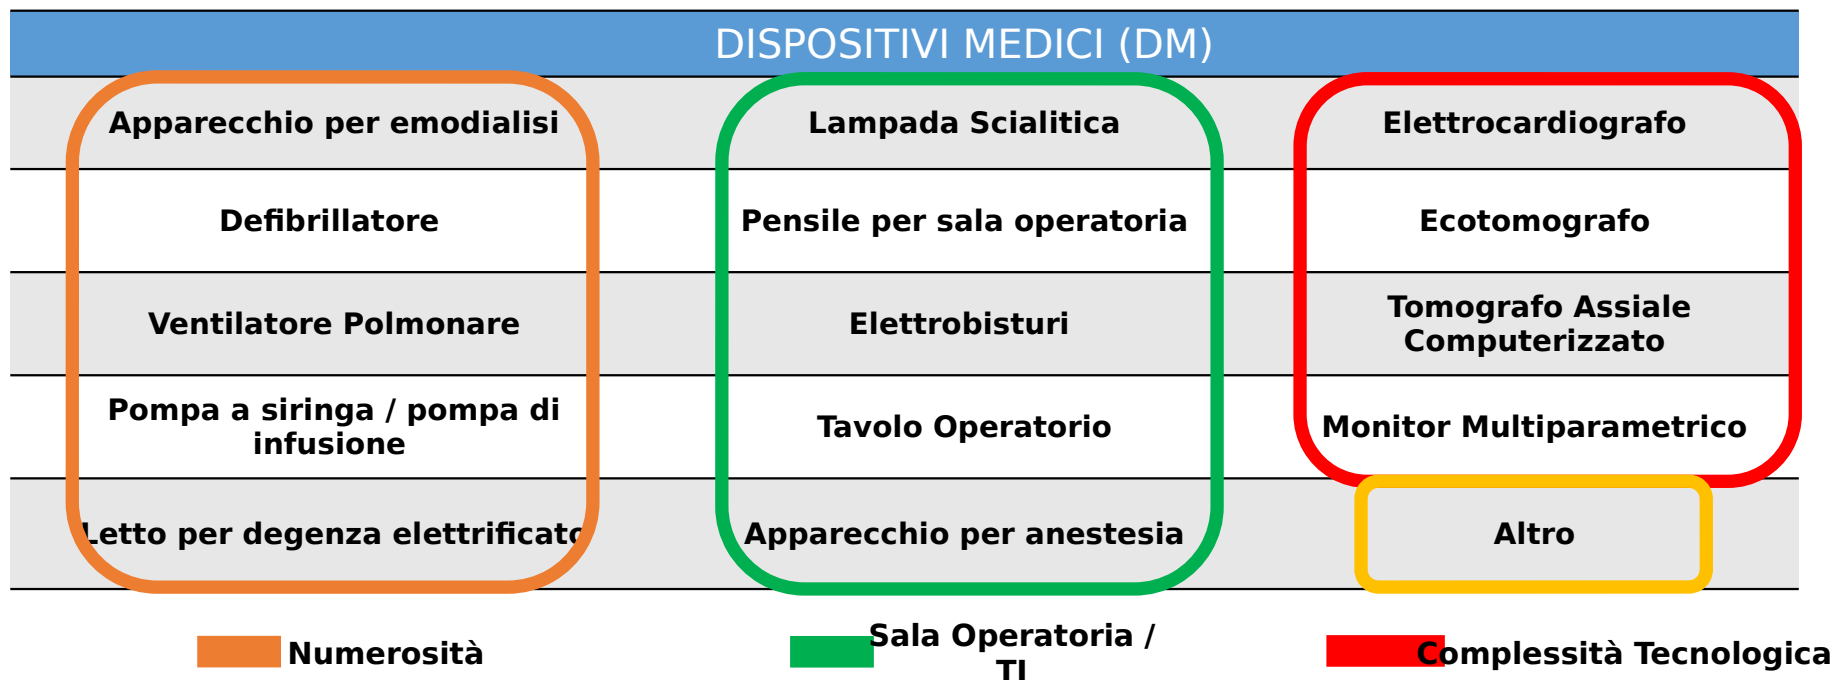 DISPOSITIVI MEDICI (DM)
Apparecchio per emodialisi
Lampada Scialitica
Elettrocardiografo
Defibrillatore
Pensile per sala operatoria
Ecotomografo
Ventilatore Polmonare
Elettrobisturi
Tomografo Assiale
Computerizzato
Pompa a siringa / pompa di
infusione
Tavolo Operatorio
Monitor Multiparametrico
Letto per degenza elettrificato
Apparecchio per anestesia
Altro
Numerosità
Sala Operatoria /
TI
Complessità Tecnologica